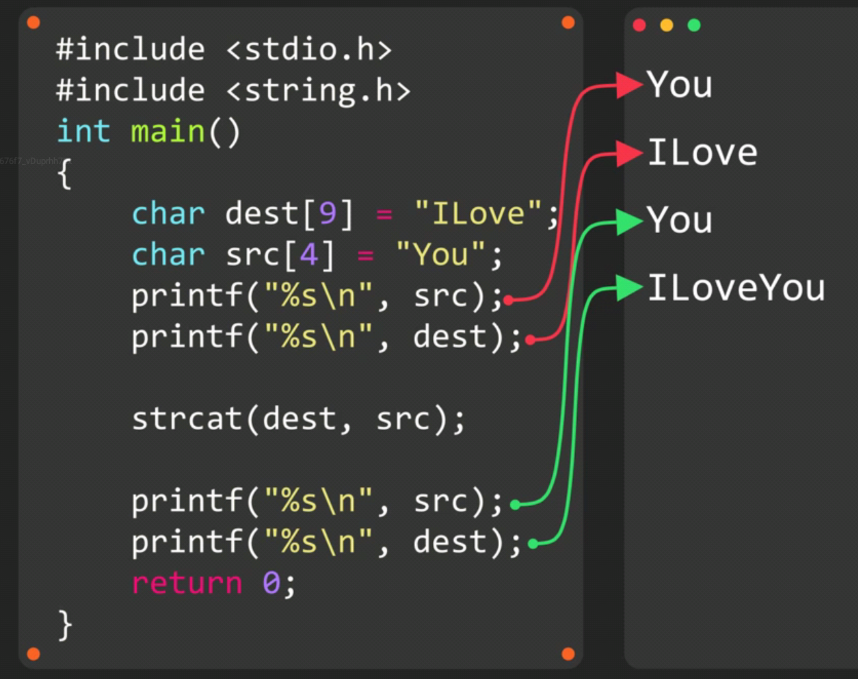 #include <stdio.h>
#include <string.h>
int main()
{
    char dest[9] = "ILove";
    char src[4] = "You";
    printf("%s\n", src);
    printf("%s\n", dest);
    strcat(dest, src);
    printf("%s\n", src);
    printf("%s\n", dest);
    return 0;
}
You
ILove
You
ILoveYou